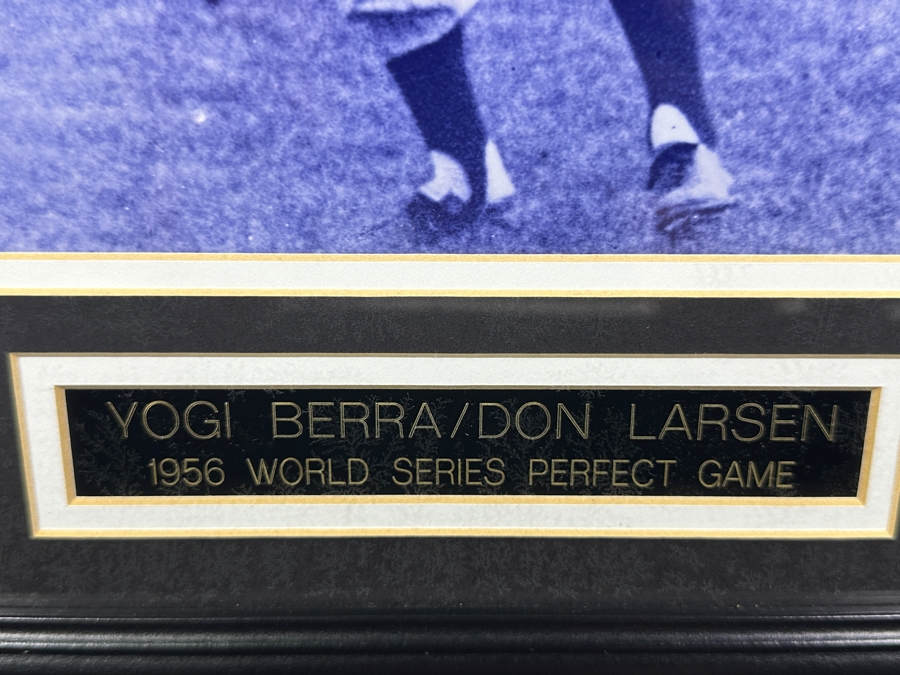 YOGI BERRA/DON LARSEN
1956 WORLD SERIES PERFECT GAME